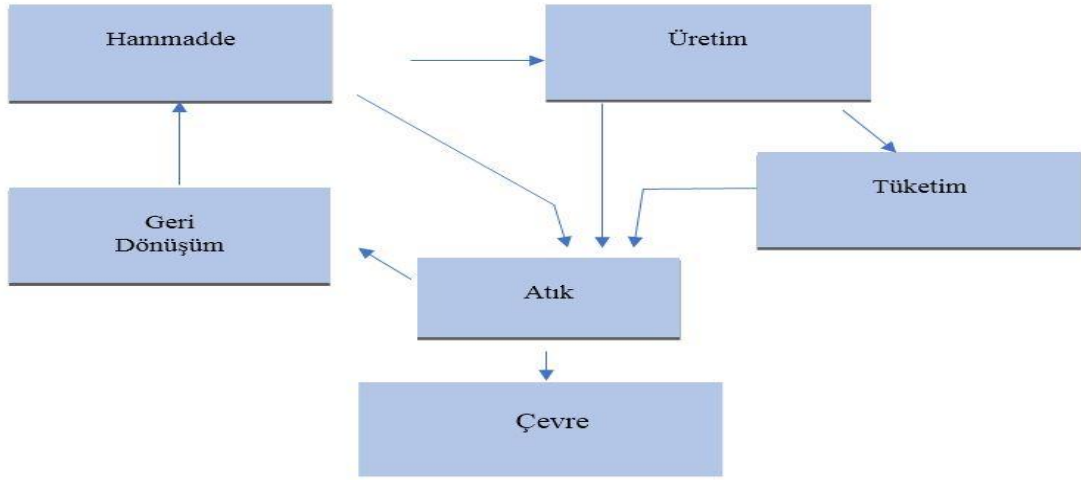 Hammadde
Üretim
Tüketim
Geri
Dönüşüm
Atık
Çevre